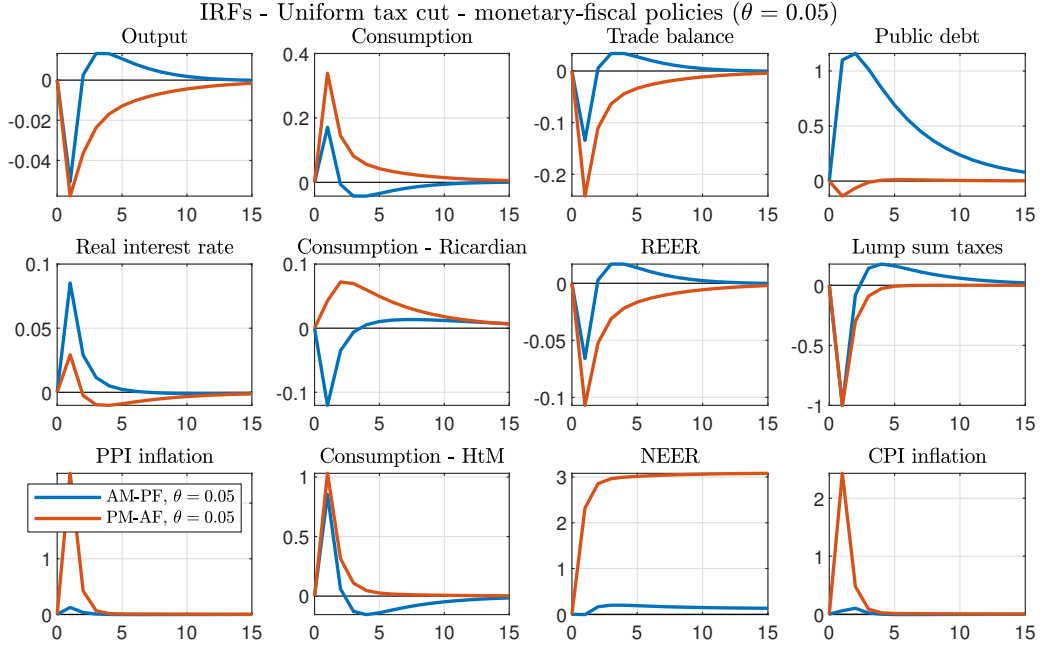 IRFs - Uniform tax cut - monetary-fiscal policies (θ = 0.05)
Output
Consumption
Trade balance
Public debt
0
-0.02
-0.04
0 5 10 15
0.4
0.2
0
0 5 10 15
0
-0.1
-0.2
0 5 10 15
1
0.5
0
0 5 10 15
Real interest rate
Consumption - Ricardian
REER
Lump sum taxes
0.1
0.05
0
0 5 10 15
0.1
0
-0.1
0 5 10 15
0
-0.05
-0.1
0 5 10 15
0
-0.5
-1
0 5 10 15
PPI inflation
Consumption - HtM
NEER
CPI inflation
AM-PF, θ = 0.05
PM-AF, θ = 0.05
1
0
0 5 10 15
1
0.5
0
0 5 10 15
3
2
1
0
0 5 10 15
2
1
0
0 5 10 15